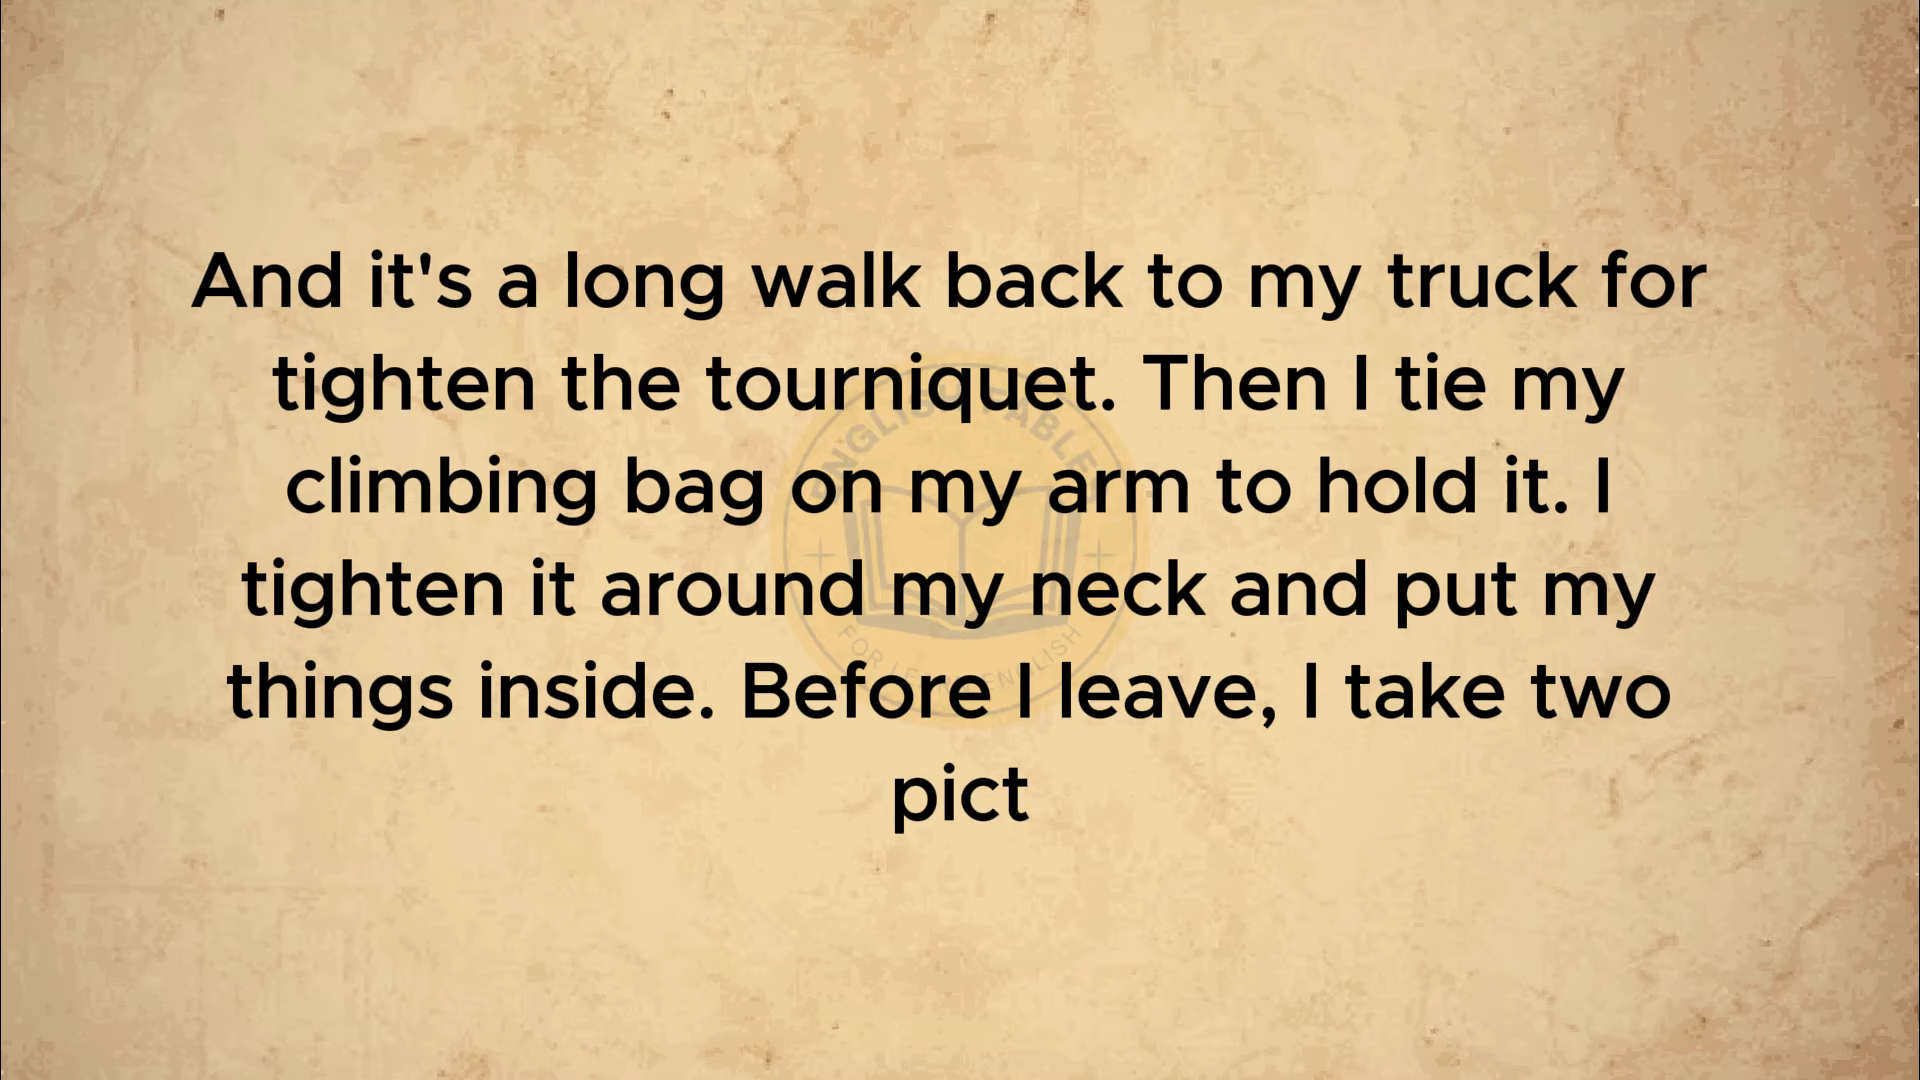 And it's a long walk back to my truck for
tighten the tourniquet. Then I tie my
climbing bag on my arm to hold it. I
tighten it around my neck and put my
things inside. Before I leave, I take two
pict